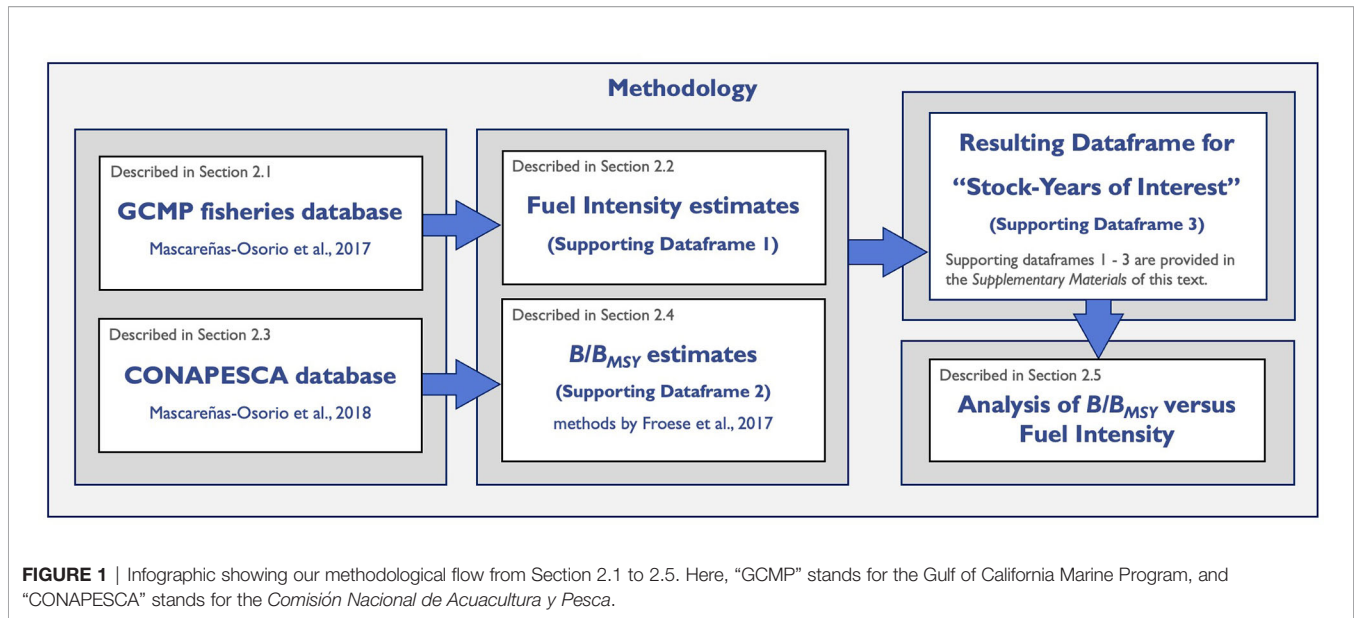 Methodology
Described in Section 2.1
GCMP fisheries database
Mascareñas-Osorio et al., 2017
Described in Section 2.3
CONAPESCA database
Mascareñas-Osorio et al., 2018
Described in Section 2.2
Fuel Intensity estimates
(Supporting Dataframe 1)
Described in Section 2.4
B/BMSY estimates
(Supporting Dataframe 2)
methods by Froese et al., 2017
Resulting Dataframe for
“Stock-Years of Interest”
(Supporting Dataframe 3)
Supporting dataframes 1 - 3 are provided in
the Supplementary Materials of this text.
Described in Section 2.5
Analysis of B/BMSY versus
Fuel Intensity
FIGURE 1 | Infographic showing our methodological flow from Section 2.1 to 2.5. Here, “GCMP” stands for the Gulf of California Marine Program, and
“CONAPESCA” stands for the Comisión Nacional de Acuacultura y Pesca.